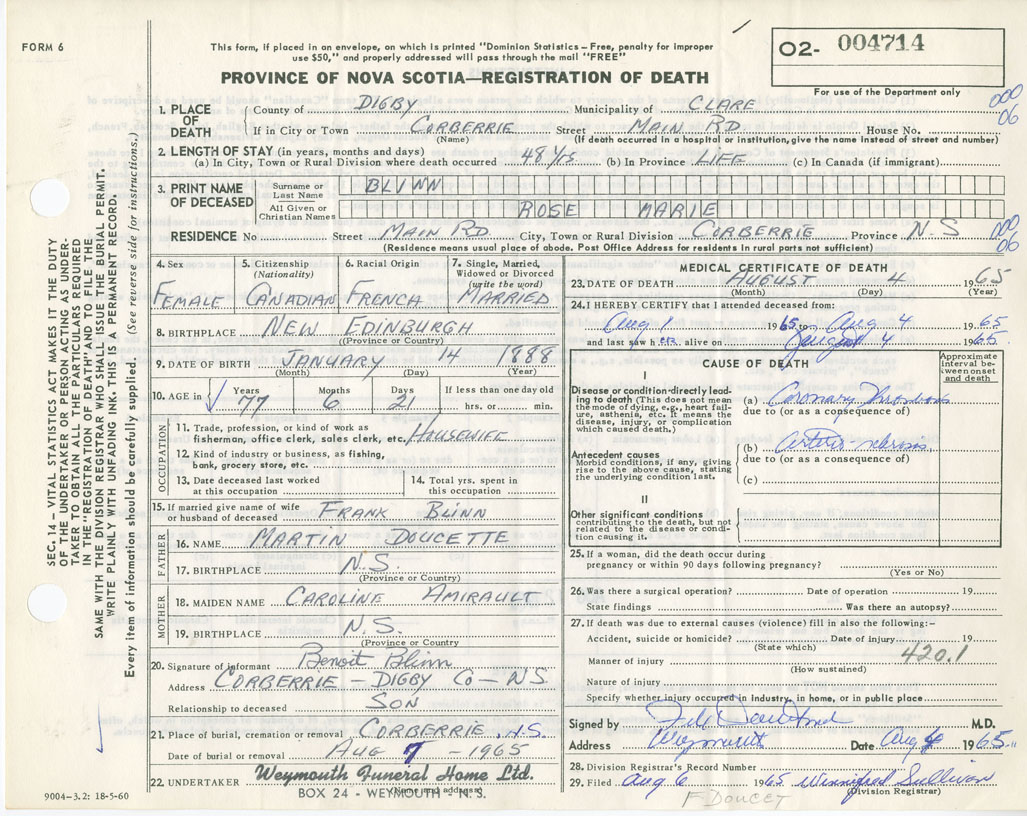 FORM 6
This form, if placed in an envelope, on which is printed "Dominion Statistics – Free, penalty for improper
use $50," and properly addressed will pass through the mail "FREE"
PROVINCE OF NOVA SCOTIA—REGISTRATION OF DEATH
O2- 004714
For use of the Department only
000
06
1. PLACE OF DEATH
County of DIGBY Municipality of CLARE
If in City or Town CORBERRIE Street MAIN RD House No.
(Name) (If death occurred in a hospital or institution, give name instead of street and number)
2. LENGTH OF STAY (in years, months and days)
(a) In City, Town or Rural Division where death occurred 48 Yrs (b) In Province LIFE (c) In Canada (if immigrant)
3. PRINT NAME OF DECEASED
Surname or Last Name BLINN
All Given or Christian Names ROSE MARIE
RESIDENCE No Street MAIN RD City, Town or Rural Division CORBERRIE Province N.S
(Residence means usual place of abode. Post Office Address for residents in rural parts not sufficient)
06
4. Sex FEMALE
5. Citizenship (Nationality) CANADIAN
6. Racial Origin FRENCH
7. Single, Married, Widowed or Divorced (write the word) MARRIED
8. BIRTHPLACE NEW EDINBURGH
(Province or Country)
9. DATE OF BIRTH JANUARY 14 1888
(Month) (Day) (Year)
10. AGE in Years 77 Months 6 Days 21 If less than one day old hrs. or min.
OCCUPATION
11. Trade, profession, or kind of work as
fisherman, office clerk, sales clerk, etc. HOUSEWIFE
12. Kind of industry or business, as fishing,
bank, grocery store, etc.
13. Date deceased last worked at this occupation
14. Total yrs. spent in this occupation
15. If married give name of wife
or husband of deceased FRANK BLINN
FATHER
16. NAME MARTIN DOUCETTE
17. BIRTHPLACE N.S.
(Province or Country)
MOTHER
18. MAIDEN NAME CAROLINE AMIRAULT
19. BIRTHPLACE N.S.
(Province or Country)
20. Signature of informant Benoit Blinn
Address CORBERRIE – DIGBY Co – N.S
Relationship to deceased SON
21. Place of burial, cremation or removal CORBERRIE N.S.
Date of burial or removal AUG 7 – 1965
22. UNDERTAKER Weymouth Funeral Home Ltd.
(Name and address)
BOX 24 - WEYMOUTH - N. S.
9004–3.2: 18-5-60
MEDICAL CERTIFICATE OF DEATH
23. DATE OF DEATH AUGUST 4 1965
(Month) (Day) (Year)
24. I HEREBY CERTIFY that I attended deceased from:
Aug 1 1965 to Aug 4 1965
and last saw her alive on August 4 1965.
CAUSE OF DEATH
Approximate interval between onset and death
I
Disease or condition directly leading to death (This does not mean the mode of dying, e.g., heart failure, asthenia, etc. It means the disease, injury, or complication which caused death.)
(a) Coronary Thrombosis
due to (or as a consequence of)
Antecedent causes
Morbid conditions, if any, giving rise to the above cause, stating the underlying condition last.
(b)
due to (or as a consequence of)
(c)
II
Other significant conditions
contributing to the death, but not related to the disease or condition causing it.
25. If a woman, did the death occur during
pregnancy or within 90 days following pregnancy?
(Yes or No)
26. Was there a surgical operation? Date of operation 19
State findings Was there an autopsy?
27. If death was due to external causes (violence) fill in also the following:–
Accident, suicide or homicide? Date of injury 19
(State which)
420.1
Manner of injury
(How sustained)
Nature of injury
Specify whether injury occurred in industry, in home, or in public place
Signed by M.D.
Address Weymouth Date Aug 4 1965
28. Division Registrar's Record Number
29. Filed Aug 6 1965 Winnifred Sullivan
(Division Registrar)
F DOUCET
SEC. 14 – VITAL STATISTICS ACT MAKES IT THE DUTY
OF THE UNDERTAKER OR PERSON ACTING AS UNDER-
TAKER TO OBTAIN ALL THE PARTICULARS REQUIRED
IN THE "REGISTRATION OF DEATH" AND TO FILE THE
SAME WITH THE DIVISION REGISTRAR WHO SHALL ISSUE THE BURIAL PERMIT.
WRITE PLAINLY WITH UNFADING INK. THIS IS A PERMANENT RECORD.
Every item of information should be carefully supplied. (See reverse side for instructions.)